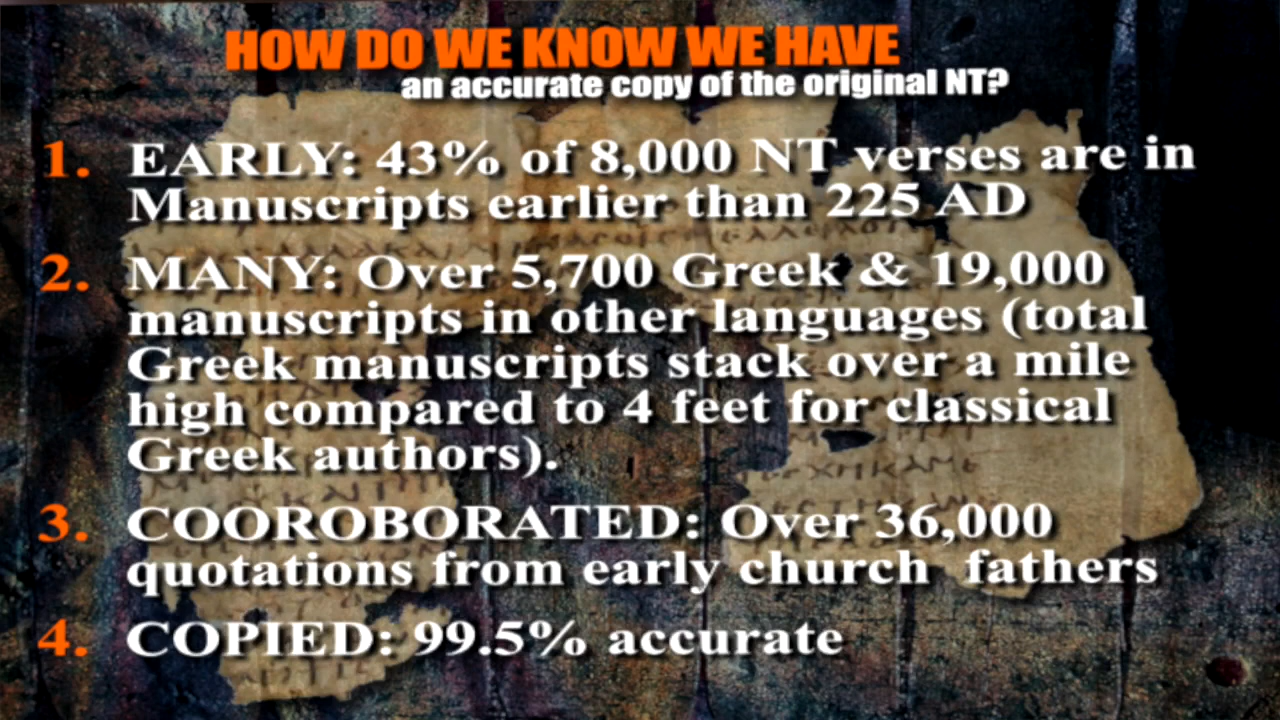 HOW DO WE KNOW WE HAVE
an accurate copy of the original NT?
1. EARLY: 43% of 8,000 NT verses are in
Manuscripts earlier than 225 AD
2. MANY: Over 5,700 Greek & 19,000
manuscripts in other languages (total
Greek manuscripts stack over a mile
high compared to 4 feet for classical
Greek authors).
3. COOROBORATED: Over 36,000
quotations from early church fathers
4. COPIED: 99.5% accurate